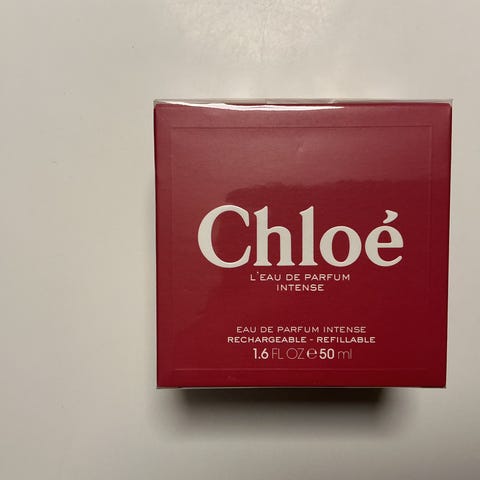 Chloé
L'EAU DE PARFUM
INTENSE
EAU DE PARFUM INTENSE
RECHARGEABLE - REFILLABLE
1.6 FL OZ ℮ 50 ml